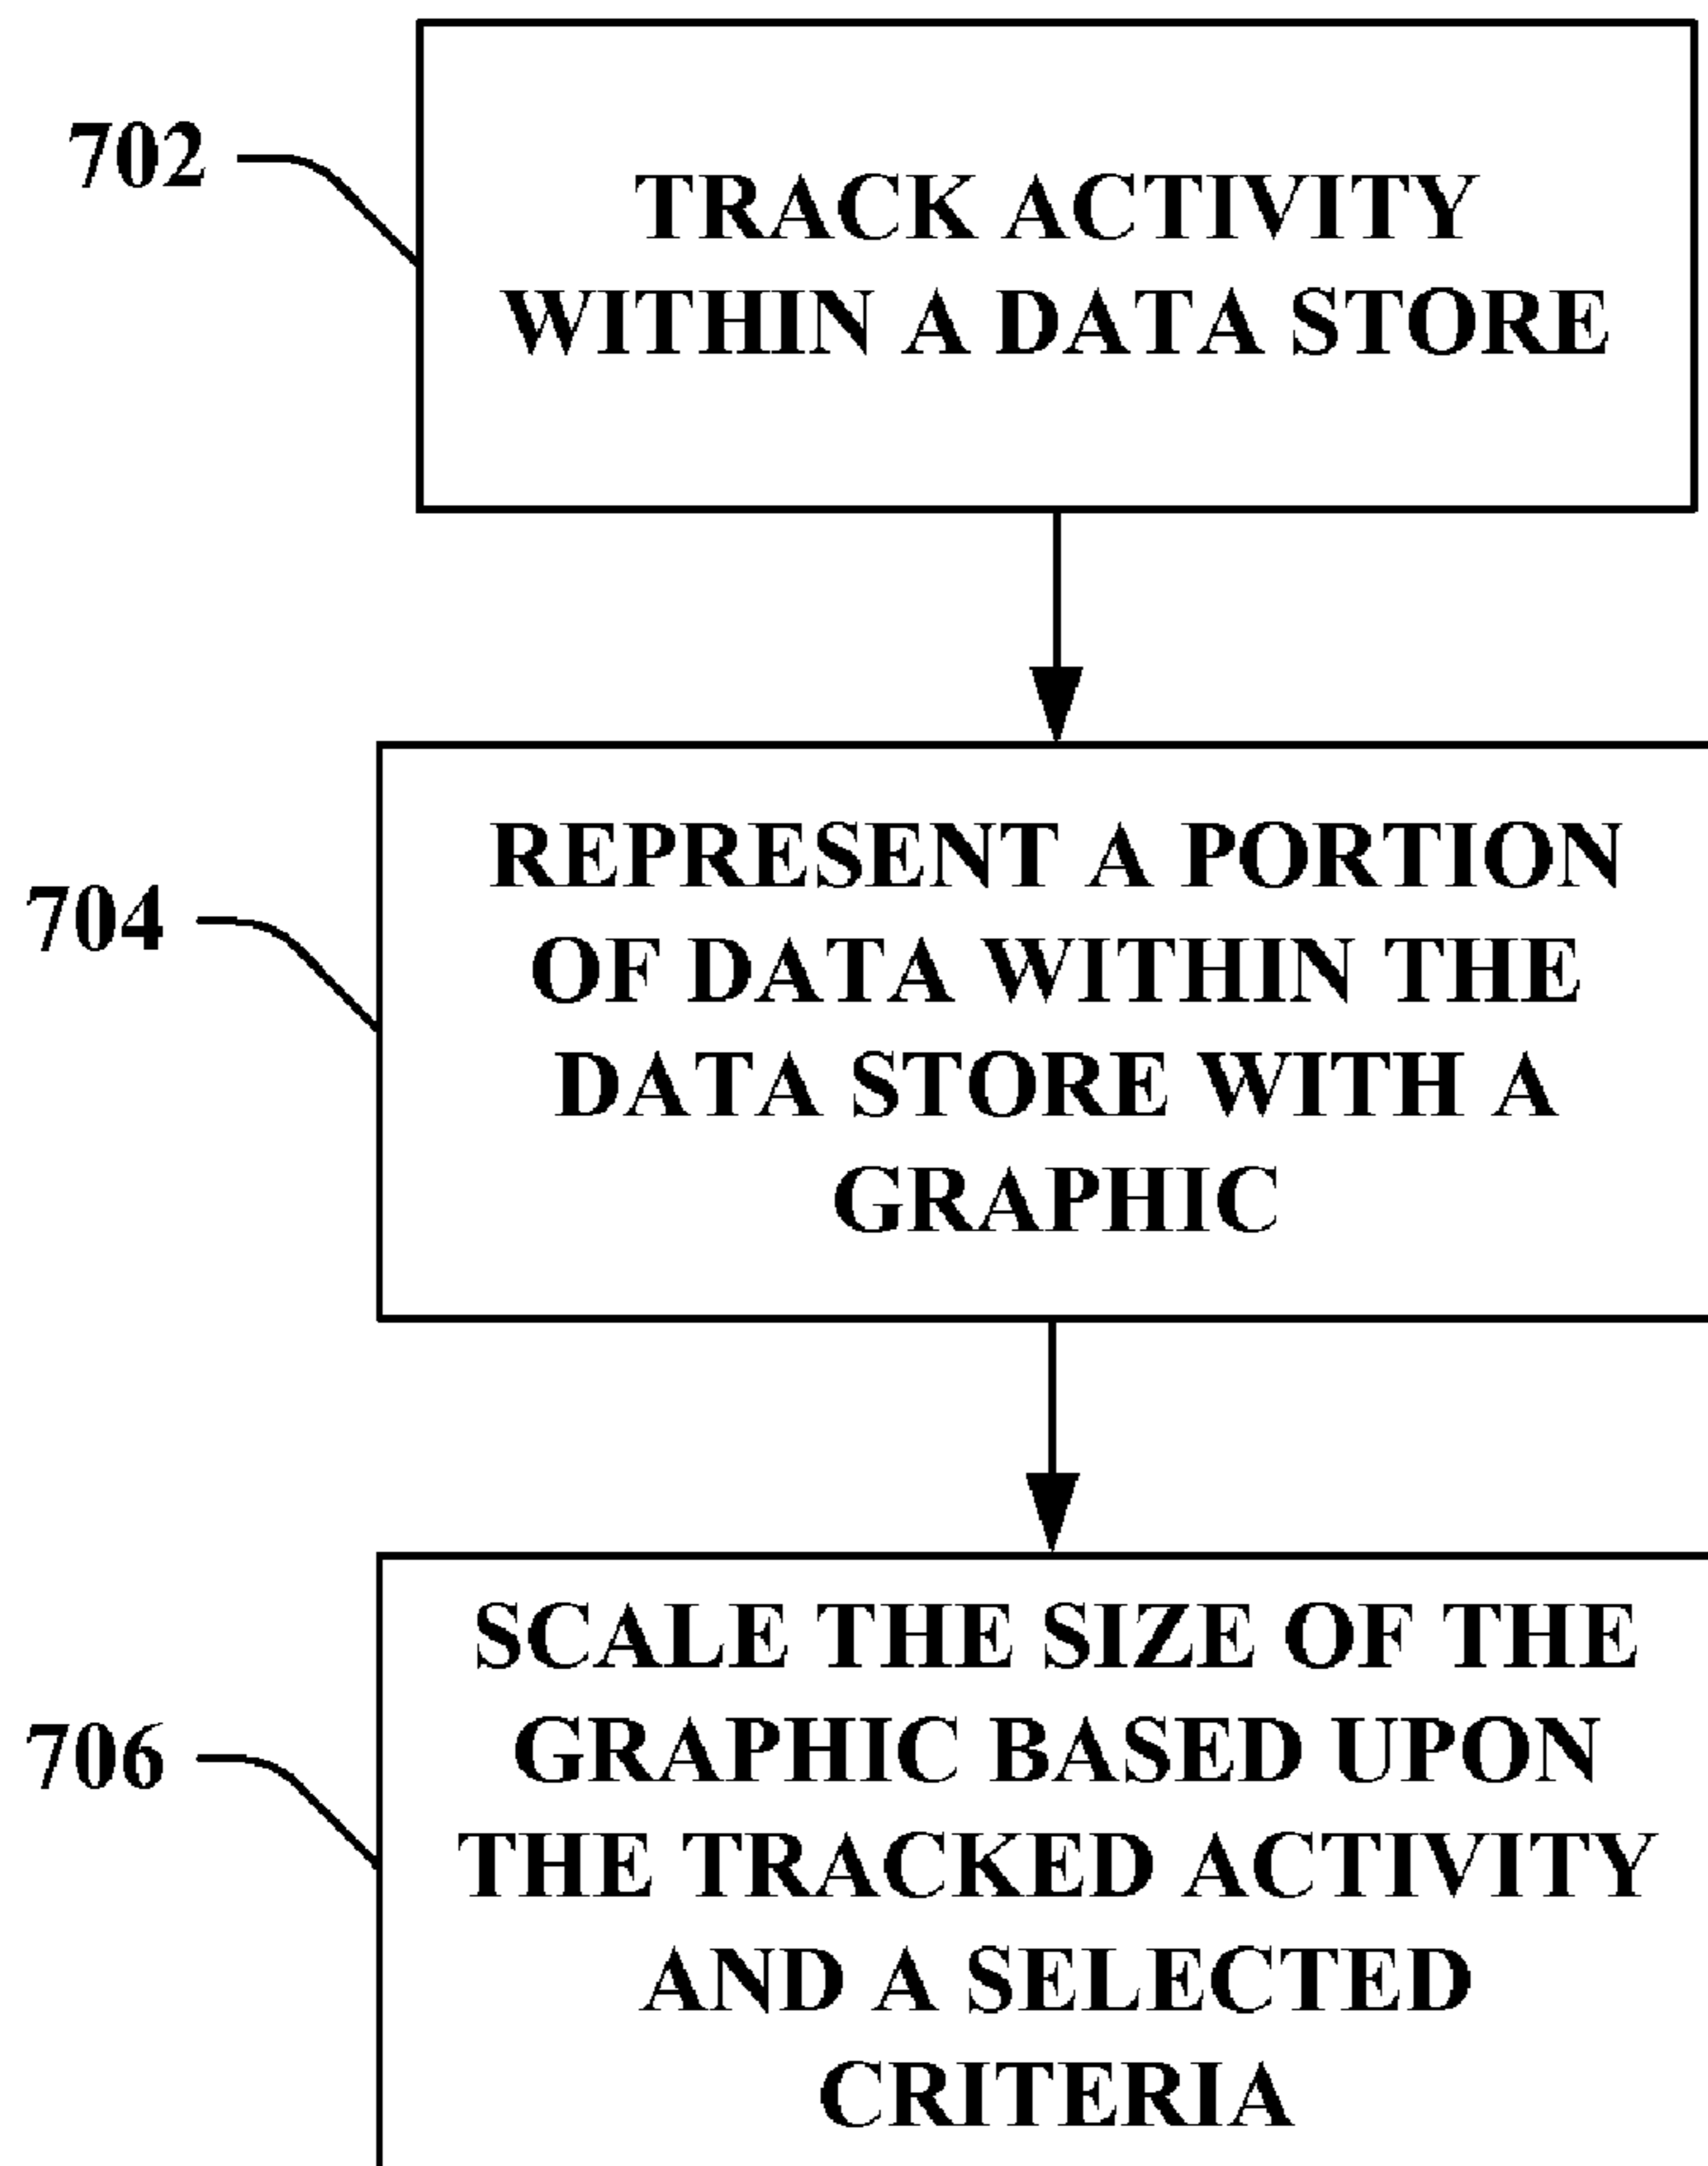 702
TRACK ACTIVITY
WITHIN A DATA STORE
704
REPRESENT A PORTION
OF DATA WITHIN THE
DATA STORE WITH A
GRAPHIC
706
SCALE THE SIZE OF THE
GRAPHIC BASED UPON
THE TRACKED ACTIVITY
AND A SELECTED
CRITERIA